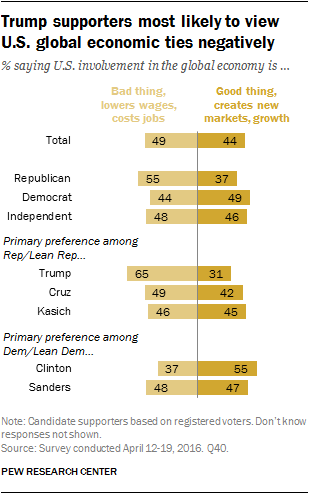 Trump supporters most likely to view
U.S. global economic ties negatively
% saying U.S. involvement in the global economy is ...
Bad thing,
lowers wages,
costs jobs
Good thing,
creates new
markets, growth
Total 49 44
Republican 55 37
Democrat 44 49
Independent 48 46
Primary preference among
Rep/Lean Rep...
Trump 65 31
Cruz 49 42
Kasich 46 45
Primary preference among
Dem/Lean Dem...
Clinton 37 55
Sanders 48 47
Note: Candidate supporters based on registered voters. Don't know
responses not shown.
Source: Survey conducted April 12-19, 2016. Q40.
PEW RESEARCH CENTER